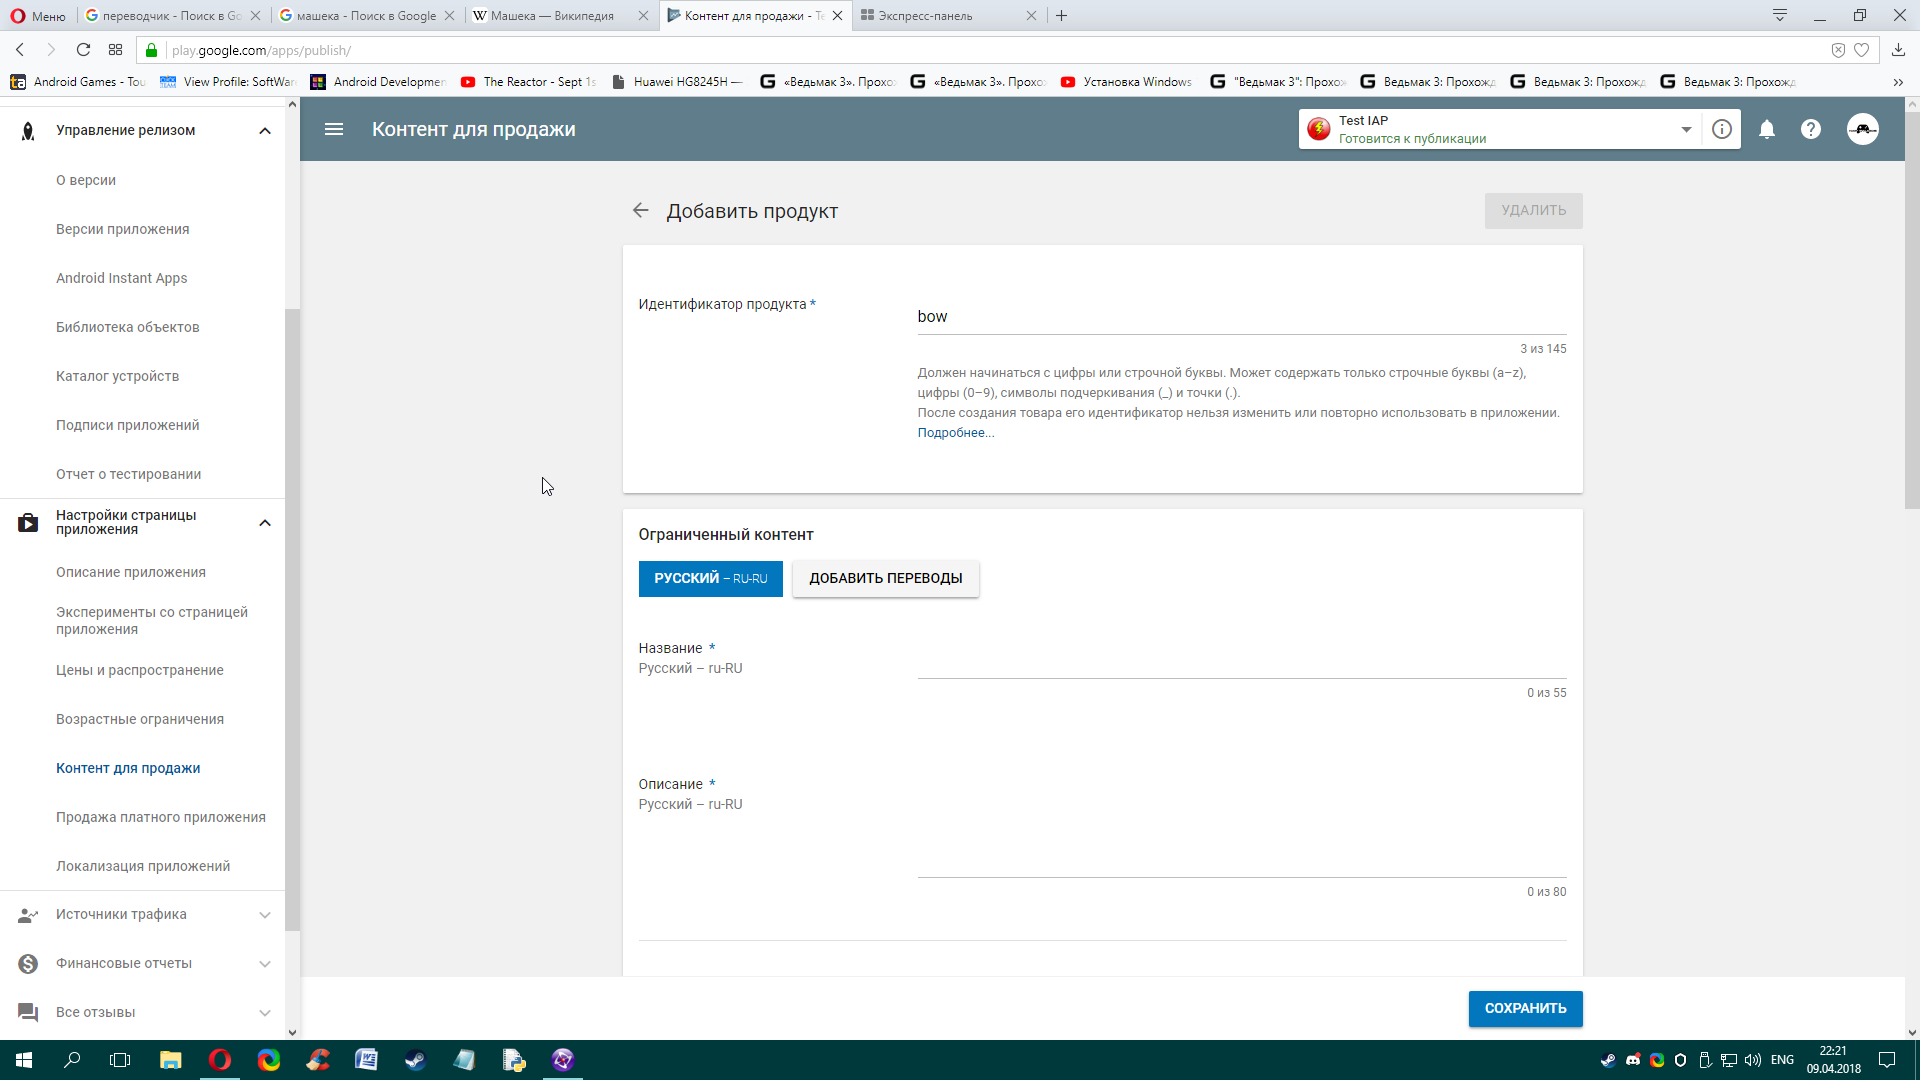 Меню
переводчик - Поиск в Go
машека - Поиск в Google
Машека — Википедия
Контент для продажи - Te
Экспресс-панель
play.google.com/apps/publish/
Android Games - Tou
View Profile: SoftWar
Android Developmen
The Reactor - Sept 1s
Huawei HG8245H —
«Ведьмак 3». Прохо
«Ведьмак 3». Прохо
Установка Windows
"Ведьмак 3": Прохо
Ведьмак 3: Прохожд
Ведьмак 3: Прохожд
Ведьмак 3: Прохожд
Управление релизом
О версии
Версии приложения
Android Instant Apps
Библиотека объектов
Каталог устройств
Подписи приложений
Отчет о тестировании
Настройки страницы
приложения
Описание приложения
Эксперименты со страницей
приложения
Цены и распространение
Возрастные ограничения
Контент для продажи
Продажа платного приложения
Локализация приложений
Источники трафика
Финансовые отчеты
Все отзывы
Контент для продажи
Test IAP
Готовится к публикации
Добавить продукт
УДАЛИТЬ
Идентификатор продукта *
bow
3 из 145
Должен начинаться с цифры или строчной буквы. Может содержать только строчные буквы (a–z),
цифры (0–9), символы подчеркивания (_) и точки (.).
После создания товара его идентификатор нельзя изменить или повторно использовать в приложении.
Подробнее...
Ограниченный контент
РУССКИЙ – RU-RU
ДОБАВИТЬ ПЕРЕВОДЫ
Название *
Русский – ru-RU
0 из 55
Описание *
Русский – ru-RU
0 из 80
СОХРАНИТЬ
ENG
22:21
09.04.2018